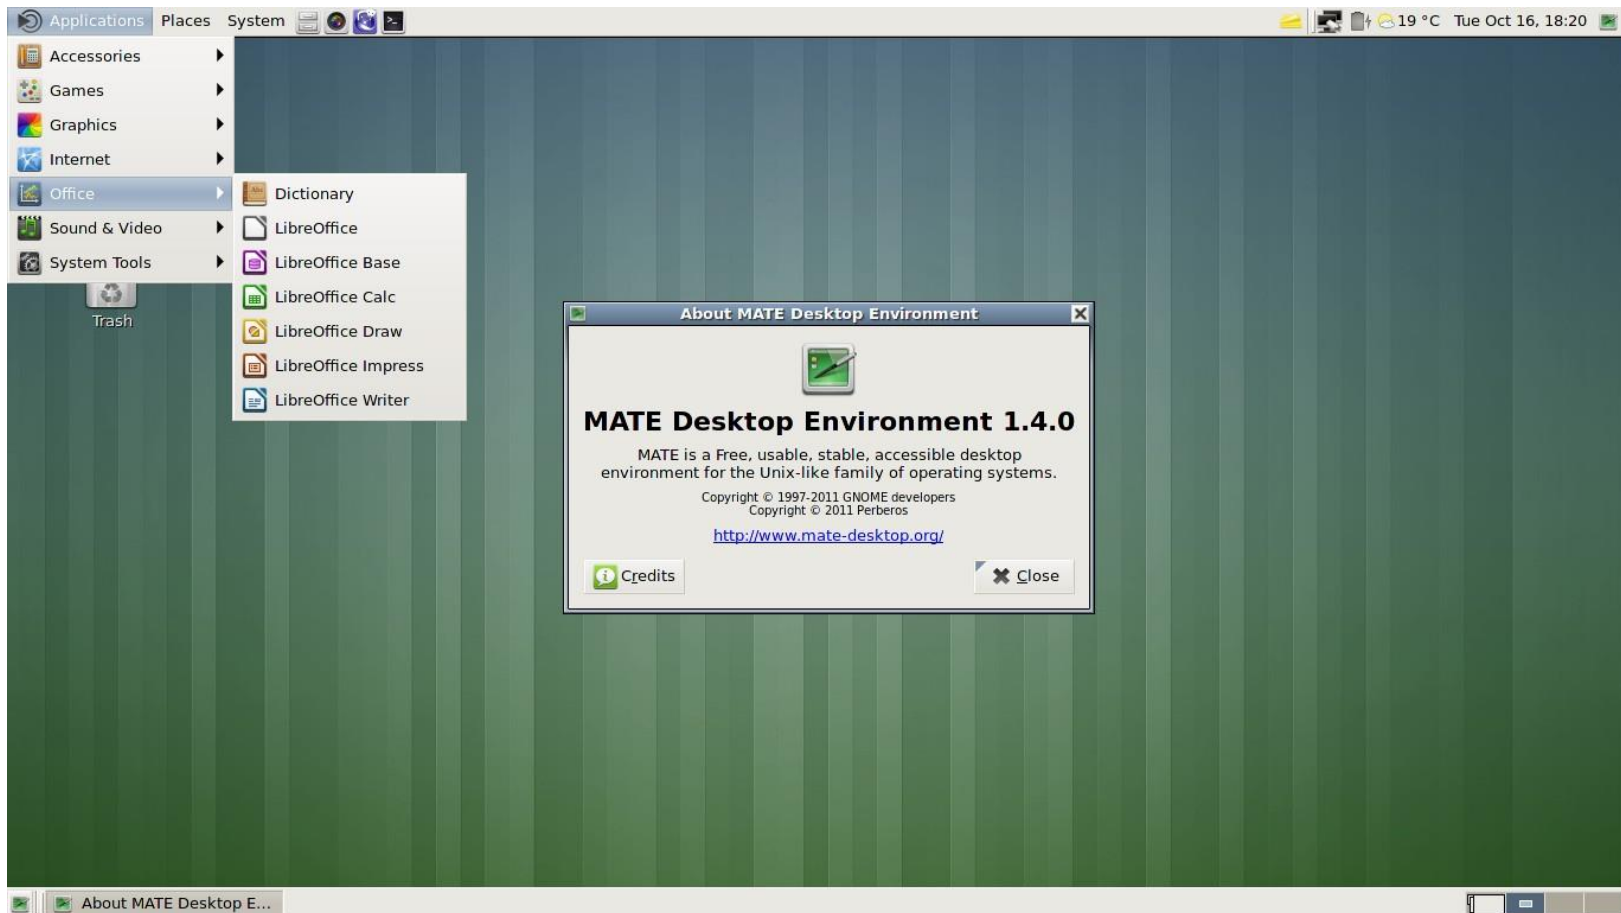 Applications Places System 19 °C Tue Oct 16, 18:20
Accessories
Games
Graphics
Internet
Office
Sound & Video
System Tools
Dictionary
LibreOffice
LibreOffice Base
LibreOffice Calc
LibreOffice Draw
LibreOffice Impress
LibreOffice Writer
Trash
About MATE Desktop Environment
MATE Desktop Environment 1.4.0
MATE is a Free, usable, stable, accessible desktop
environment for the Unix-like family of operating systems.
Copyright © 1997-2011 GNOME developers
Copyright © 2011 Perberos
http://www.mate-desktop.org/
Credits Close
About MATE Desktop E...